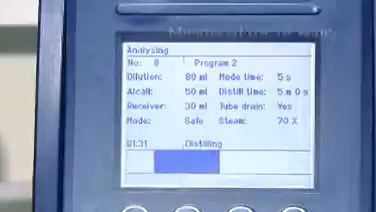 Analysing
No: 0 Program 2
Dilution: 80 ml Mode time: 5 s
Alcali: 50 ml Distill time: 5 m 0 s
Receiver: 30 ml Tube drain: Yes
Mode: Safe Steam: 70 %
01:31 Distilling